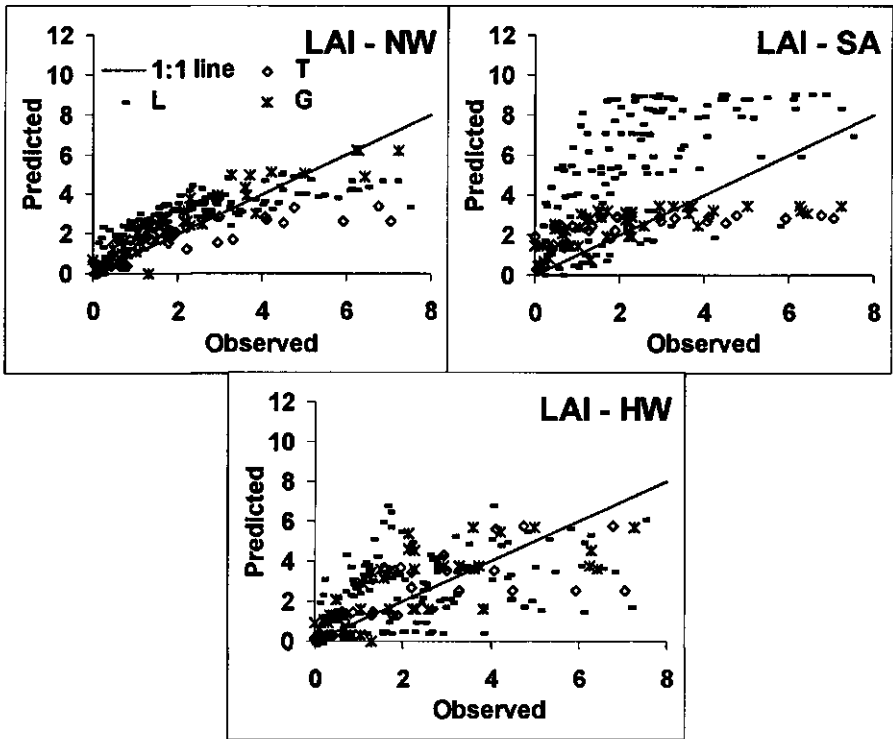 LAI - NW
12
10
8
6
4
2
0
1:1 line
T
L
G
Predicted
0 2 4 6 8
Observed
LAI - SA
12
10
8
6
4
2
0
Predicted
0 2 4 6 8
Observed
LAI - HW
12
10
8
6
4
2
0
Predicted
0 2 4 6 8
Observed